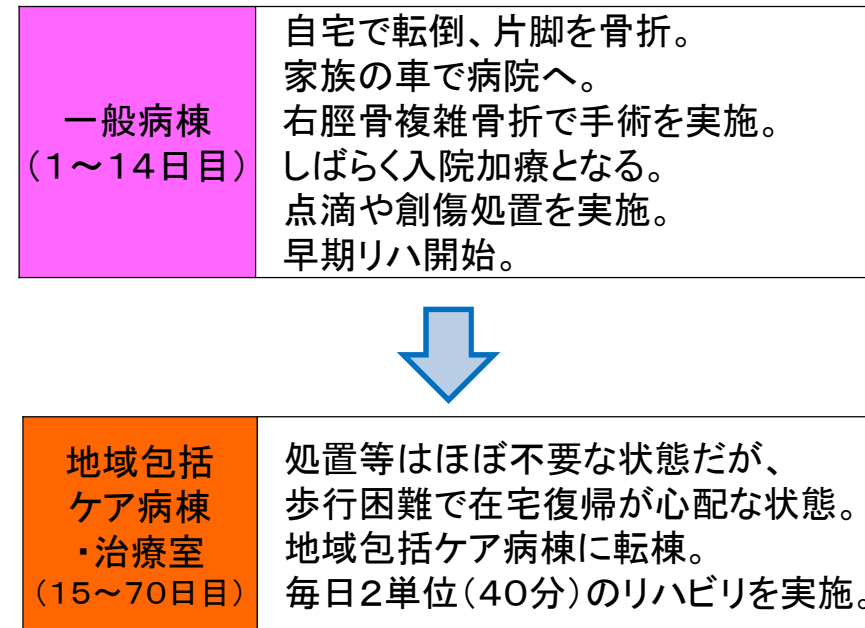 一般病棟
(1~14日目)
自宅で転倒、片脚を骨折。
家族の車で病院へ。
右脛骨複雑骨折で手術を実施。
しばらく入院加療となる。
点滴や創傷処置を実施。
早期リハ開始。
地域包括
ケア病棟
・治療室
(15~70日目)
処置等はほぼ不要な状態だが、
歩行困難で在宅復帰が心配な状態。
地域包括ケア病棟に転棟。
毎日2単位(40分)のリハビリを実施。